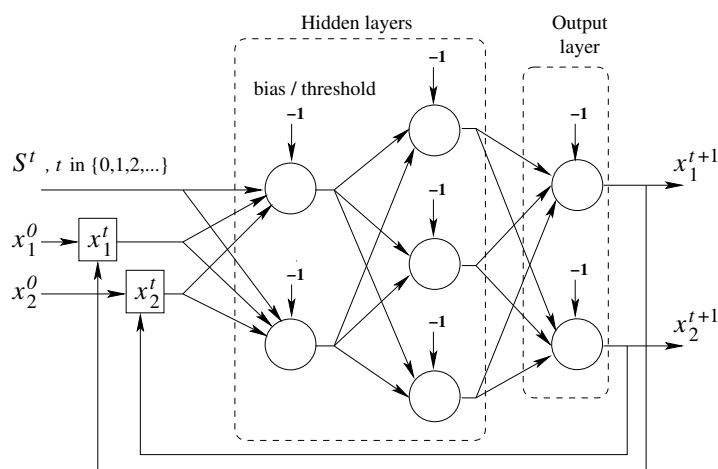 Hidden layers
Output
layer
-1
bias / threshold
-1
-1
S^t , t in {0,1,2,...}
x_1^{t+1}
-1
x_1^0
x_1^t
x_2^0
x_2^t
-1
-1
-1
x_2^{t+1}